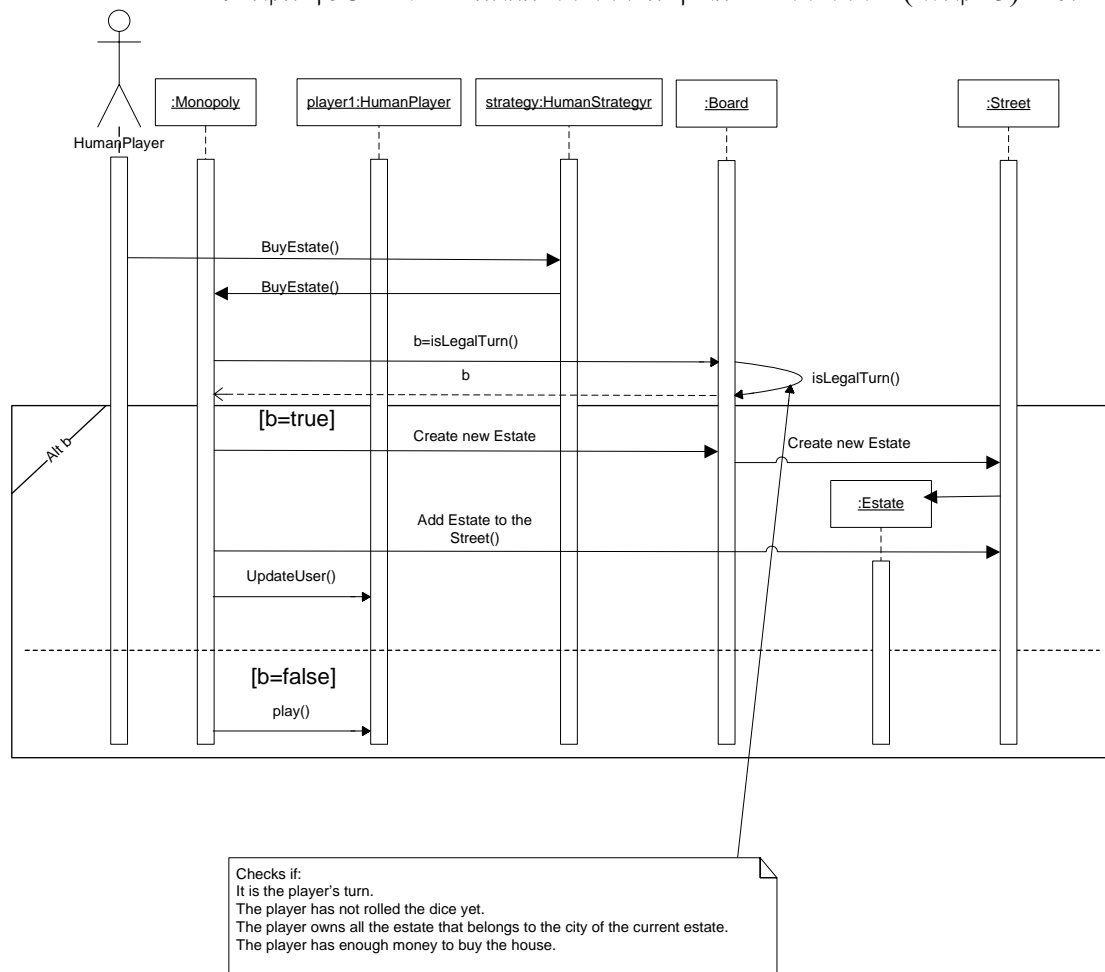 HumanPlayer
:Monopoly
player1:HumanPlayer
strategy:HumanStrategyr
:Board
:Street
BuyEstate()
BuyEstate()
b=isLegalTurn()
isLegalTurn()
b
Alt b
[b=true]
Create new Estate
Create new Estate
:Estate
Add Estate to the
Street()
UpdateUser()
[b=false]
play()
Checks if:
It is the player’s turn.
The player has not rolled the dice yet.
The player owns all the estate that belongs to the city of the current estate.
The player has enough money to buy the house.